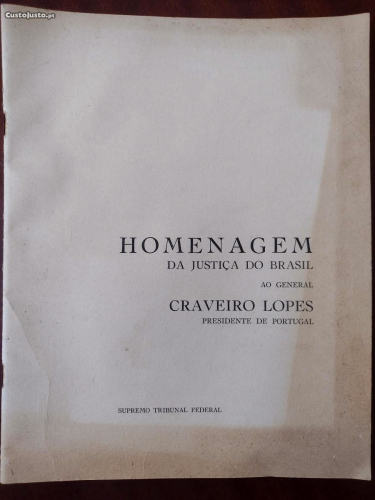 CustoJusto.pt
HOMENAGEM
DA JUSTIÇA DO BRASIL
AO GENERAL
CRAVEIRO LOPES
PRESIDENTE DE PORTUGAL
SUPREMO TRIBUNAL FEDERAL